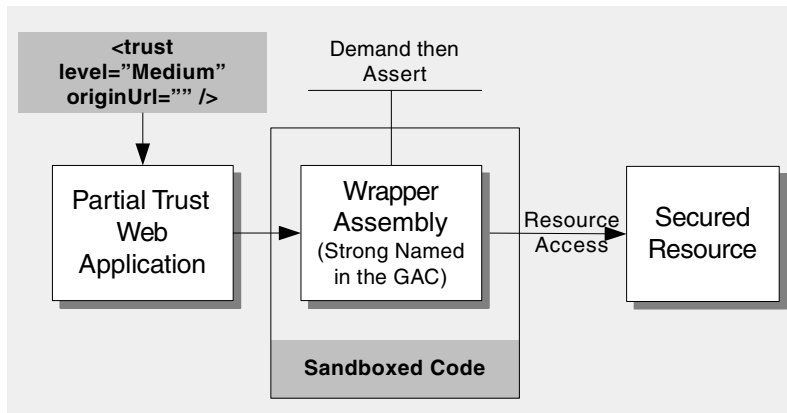 <trust
level=”Medium”
originUrl=”” />
Demand then
Assert
Partial Trust
Web
Application
Wrapper
Assembly
(Strong Named
in the GAC)
Resource
Access
Secured
Resource
Sandboxed Code